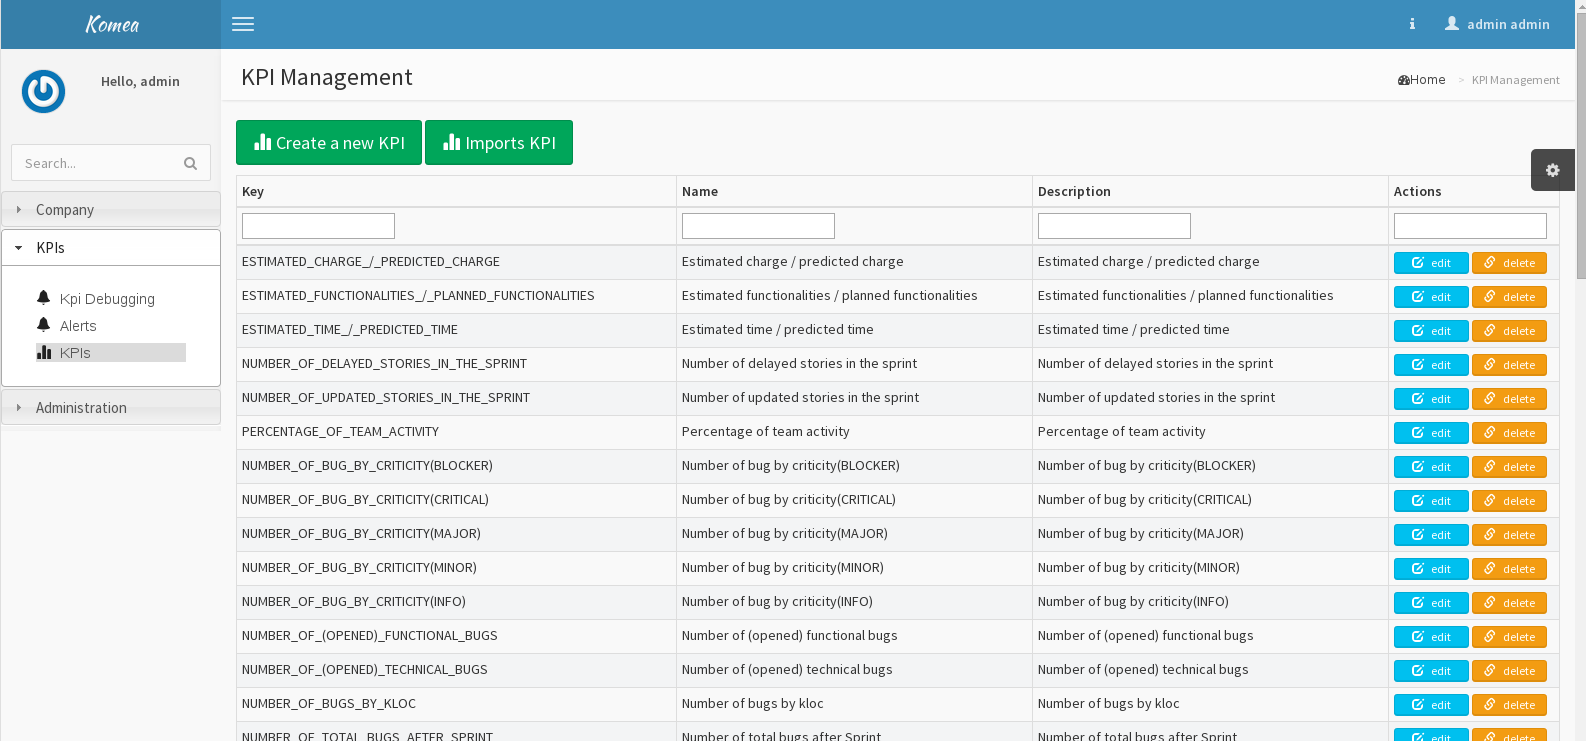 Komea
admin admin
Hello, admin
KPI Management
Home > KPI Management
Search...
Company
KPIs
Kpi Debugging
Alerts
KPIs
Administration
Create a new KPI Imports KPI
Key Name Description Actions
ESTIMATED_CHARGE_/_PREDICTED_CHARGE Estimated charge / predicted charge Estimated charge / predicted charge edit delete
ESTIMATED_FUNCTIONALITIES_/_PLANNED_FUNCTIONALITIES Estimated functionalities / planned functionalities Estimated functionalities / planned functionalities edit delete
ESTIMATED_TIME_/_PREDICTED_TIME Estimated time / predicted time Estimated time / predicted time edit delete
NUMBER_OF_DELAYED_STORIES_IN_THE_SPRINT Number of delayed stories in the sprint Number of delayed stories in the sprint edit delete
NUMBER_OF_UPDATED_STORIES_IN_THE_SPRINT Number of updated stories in the sprint Number of updated stories in the sprint edit delete
PERCENTAGE_OF_TEAM_ACTIVITY Percentage of team activity Percentage of team activity edit delete
NUMBER_OF_BUG_BY_CRITICITY(BLOCKER) Number of bug by criticity(BLOCKER) Number of bug by criticity(BLOCKER) edit delete
NUMBER_OF_BUG_BY_CRITICITY(CRITICAL) Number of bug by criticity(CRITICAL) Number of bug by criticity(CRITICAL) edit delete
NUMBER_OF_BUG_BY_CRITICITY(MAJOR) Number of bug by criticity(MAJOR) Number of bug by criticity(MAJOR) edit delete
NUMBER_OF_BUG_BY_CRITICITY(MINOR) Number of bug by criticity(MINOR) Number of bug by criticity(MINOR) edit delete
NUMBER_OF_BUG_BY_CRITICITY(INFO) Number of bug by criticity(INFO) Number of bug by criticity(INFO) edit delete
NUMBER_OF_(OPENED)_FUNCTIONAL_BUGS Number of (opened) functional bugs Number of (opened) functional bugs edit delete
NUMBER_OF_(OPENED)_TECHNICAL_BUGS Number of (opened) technical bugs Number of (opened) technical bugs edit delete
NUMBER_OF_BUGS_BY_KLOC Number of bugs by kloc Number of bugs by kloc edit delete
NUMBER_OF_TOTAL_BUGS_AFTER_SPRINT Number of total bugs after Sprint Number of total bugs after Sprint edit delete